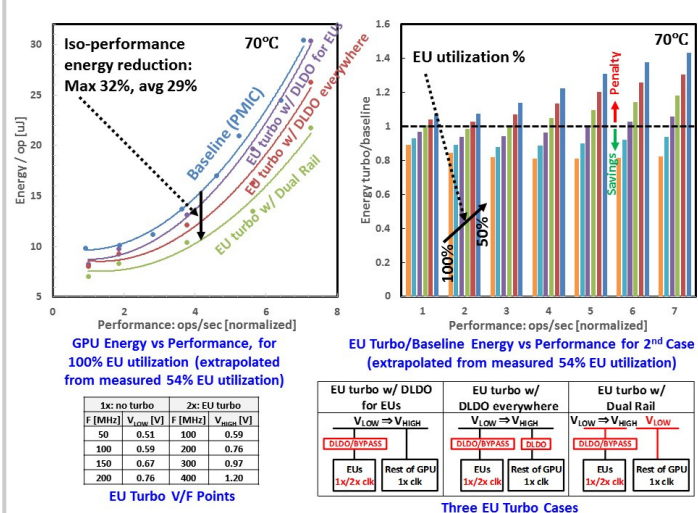 Iso-performance
energy reduction:
Max 32%, avg 29%
70°C
Baseline (PMIC)
EU turbo w/ DLDO for EUs
EU turbo w/ DLDO everywhere
EU turbo w/ Dual Rail
Energy / op [uJ]
30
25
20
15
10
5
0 2 4 6 8
Performance: ops/sec [normalized]
GPU Energy vs Performance, for
100% EU utilization (extrapolated
from measured 54% EU utilization)
EU utilization %
70°C
Penalty
Savings
100%
50%
Energy turbo/baseline
1.6
1.4
1.2
1
0.8
0.6
0.4
0.2
0
1 2 3 4 5 6 7
Performance: ops/sec [normalized]
EU Turbo/Baseline Energy vs Performance for 2nd Case
(extrapolated from measured 54% EU utilization)
1x: no turbo 2x: EU turbo
F [MHz] VLOW [V] F [MHz] VHIGH [V]
50 0.51 100 0.59
100 0.59 200 0.76
150 0.67 300 0.97
200 0.76 400 1.20
EU Turbo V/F Points
EU turbo w/ DLDO
for EUs
VLOW ⇒ VHIGH
DLDO/BYPASS
EUs
1x/2x clk
Rest of GPU
1x clk
EU turbo w/
DLDO everywhere
VLOW ⇒ VHIGH
DLDO/BYPASS
DLDO
EUs
1x/2x clk
Rest of GPU
1x clk
EU turbo w/
Dual Rail
VLOW ⇒ VHIGH
VLOW
DLDO/BYPASS
EUs
1x/2x clk
Rest of GPU
1x clk
Three EU Turbo Cases